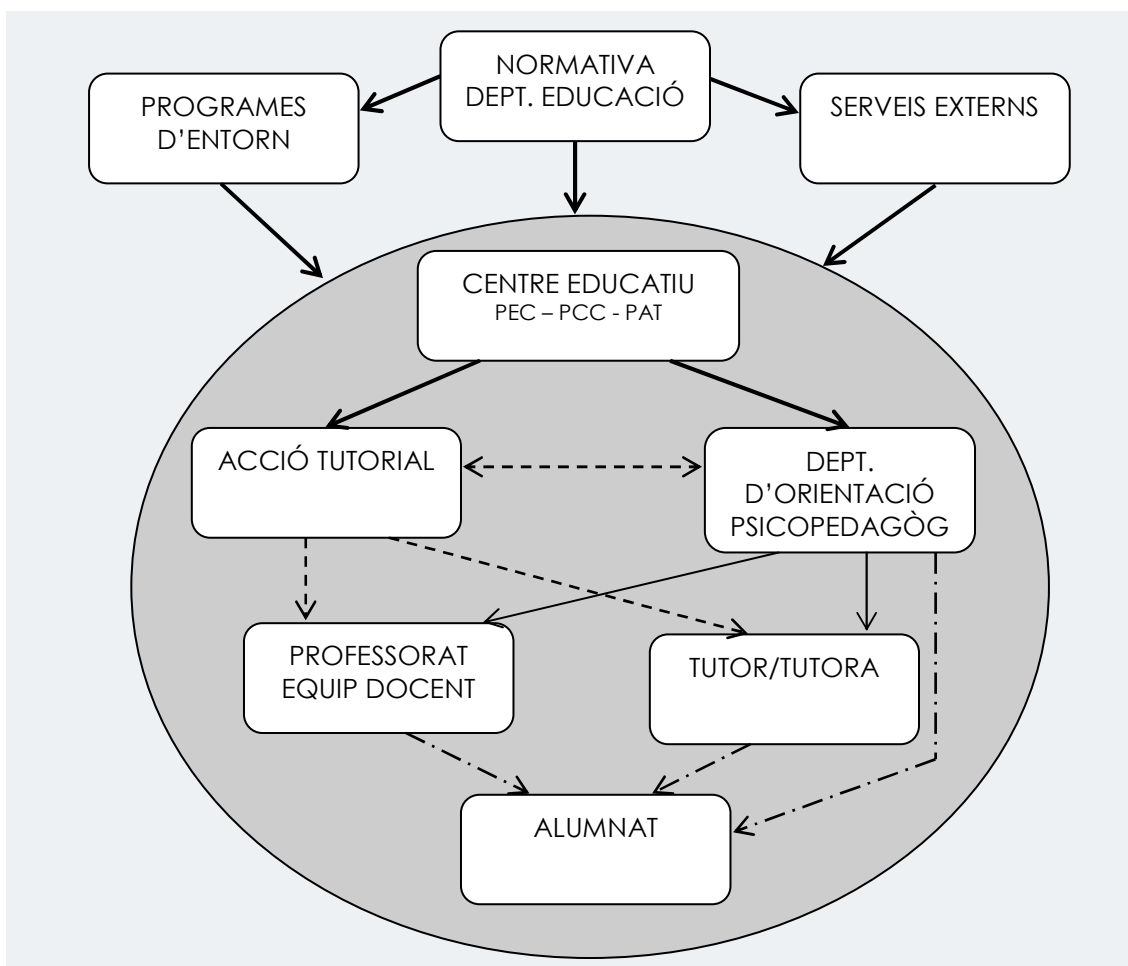 NORMATIVA
DEPT. EDUCACIÓ
PROGRAMES
D’ENTORN
SERVEIS EXTERNS
CENTRE EDUCATIU
PEC – PCC - PAT
ACCIÓ TUTORIAL
DEPT.
D’ORIENTACIÓ
PSICOPEDAGÒG
PROFESSORAT
EQUIP DOCENT
TUTOR/TUTORA
ALUMNAT